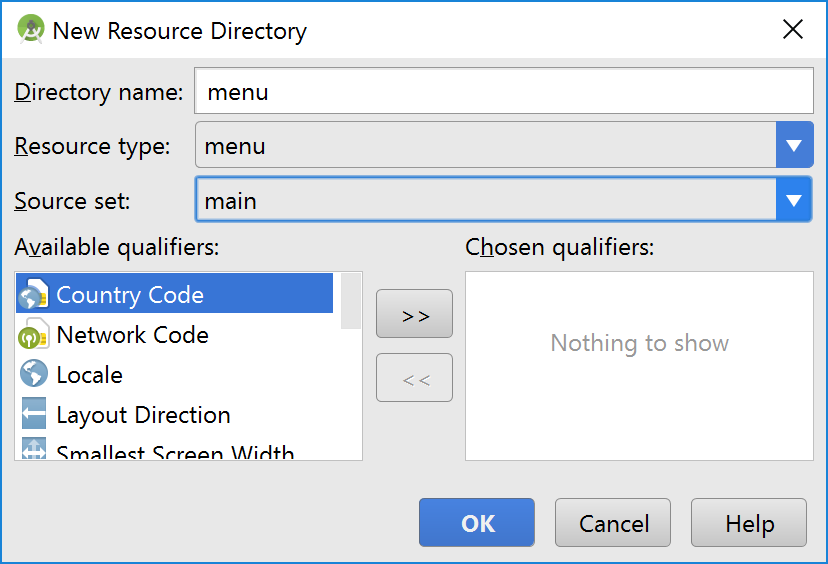 New Resource Directory
Directory name: menu
Resource type: menu
Source set: main
Available qualifiers: Chosen qualifiers:
Country Code
Network Code
Locale
Layout Direction
Smallest Screen Width
>>
<<
Nothing to show
OK Cancel Help